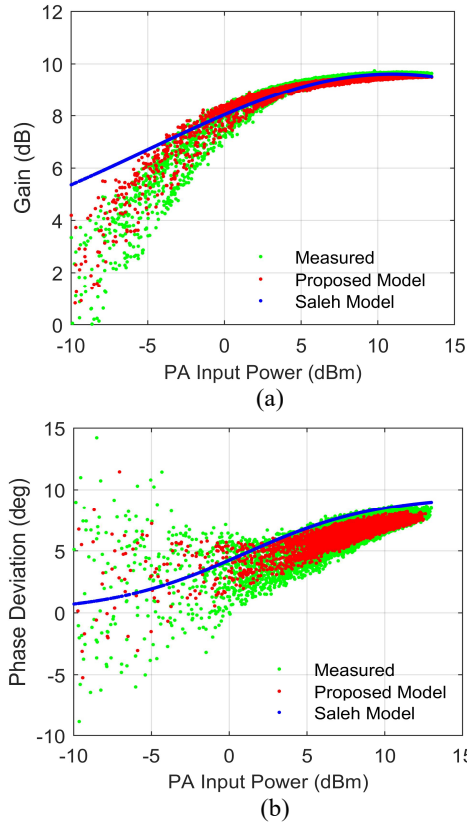 12
10
8
6
4
2
0
Gain (dB)
Measured
Proposed Model
Saleh Model
-10 -5 0 5 10 15
PA Input Power (dBm)
(a)
15
10
5
0
-5
-10
Phase Deviation (deg)
Measured
Proposed Model
Saleh Model
-10 -5 0 5 10 15
PA Input Power (dBm)
(b)